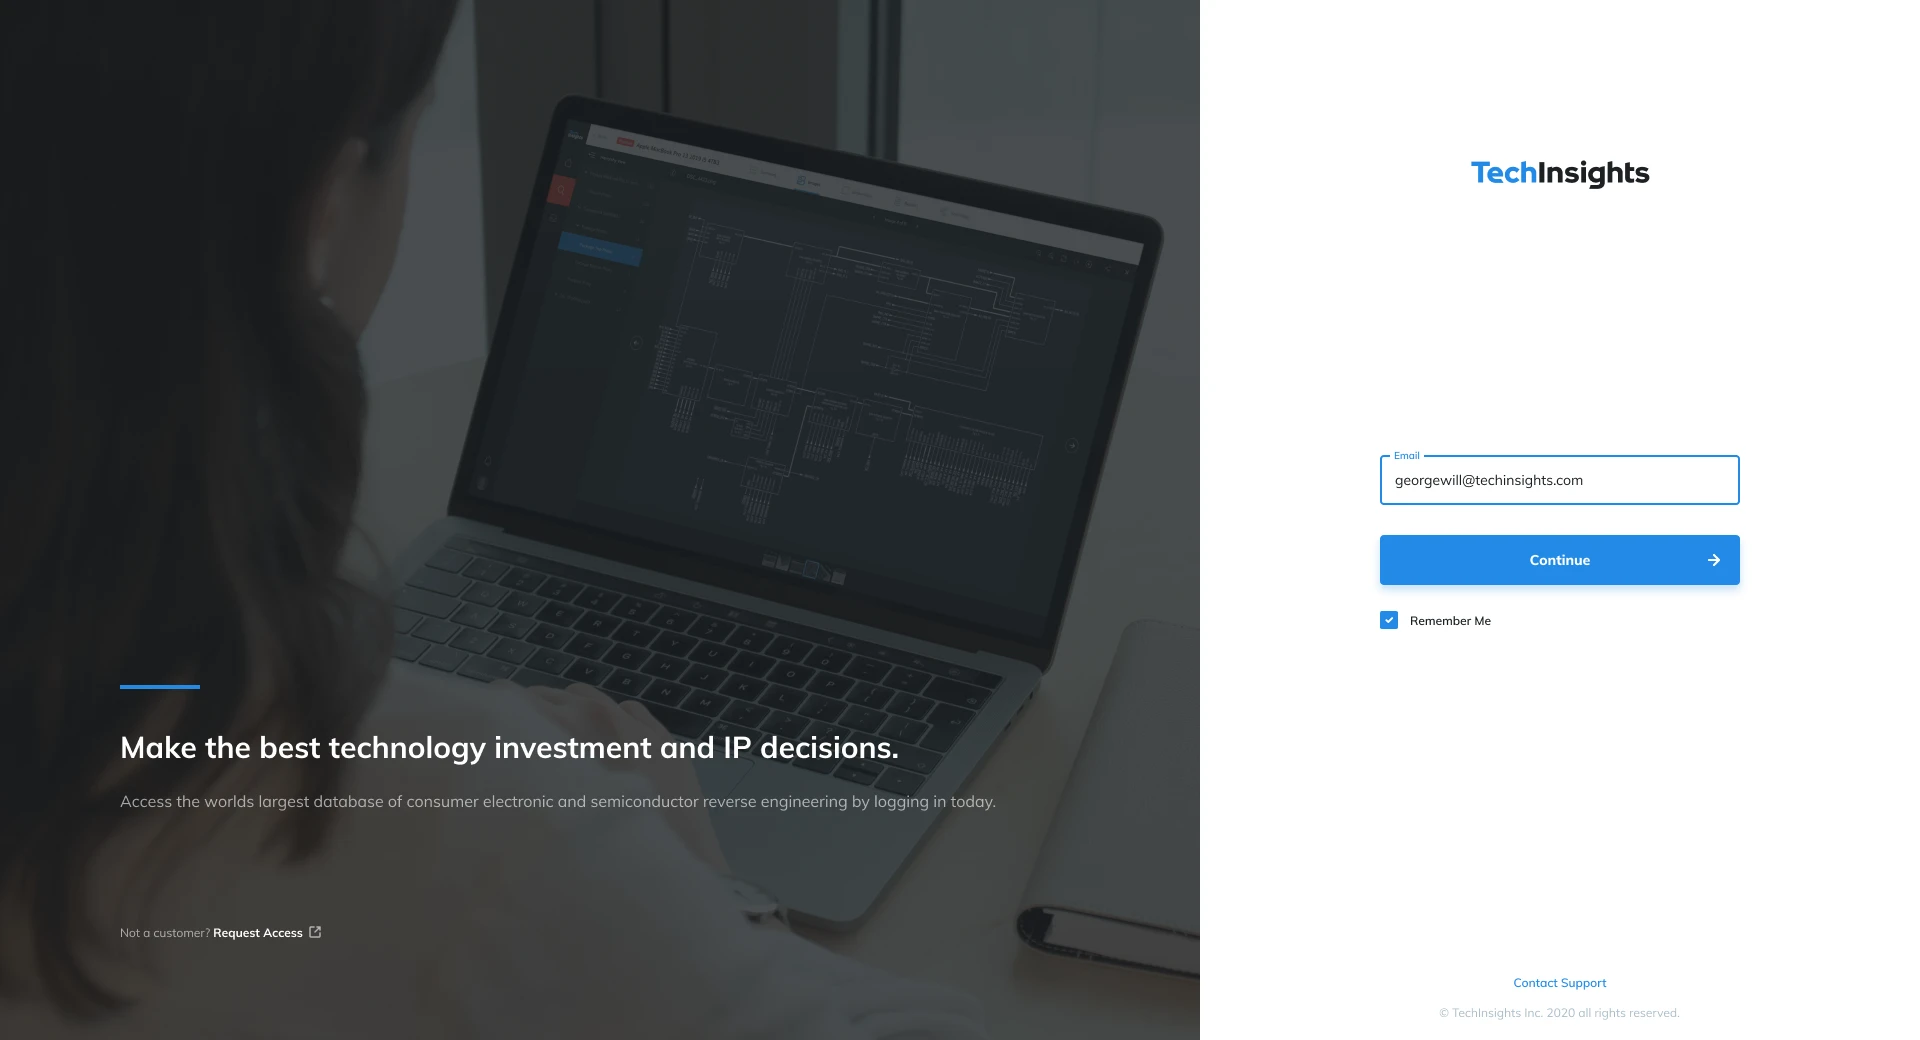 TechInsights
Email
georgewill@techinsights.com
Continue
Remember Me
Make the best technology investment and IP decisions.
Access the worlds largest database of consumer electronic and semiconductor reverse engineering by logging in today.
Not a customer? Request Access
Contact Support
© TechInsights Inc. 2020 all rights reserved.